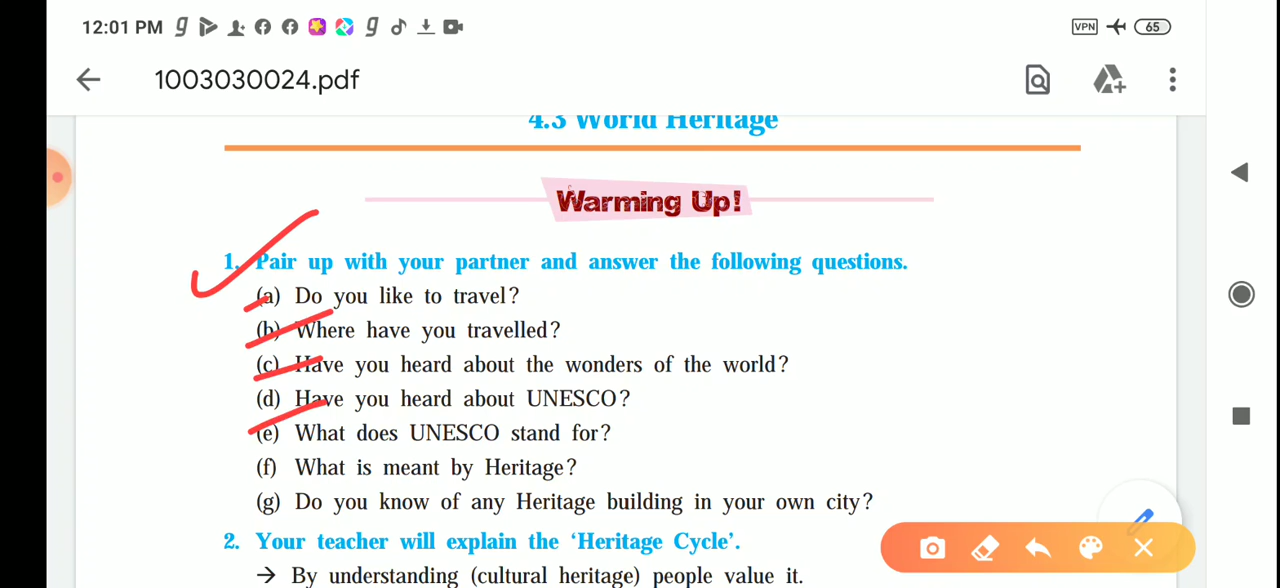 12:01 PM
VPN
65
1003030024.pdf
4.3 World Heritage
Warming Up!
1. Pair up with your partner and answer the following questions.
(a) Do you like to travel?
(b) Where have you travelled?
(c) Have you heard about the wonders of the world?
(d) Have you heard about UNESCO?
(e) What does UNESCO stand for?
(f) What is meant by Heritage?
(g) Do you know of any Heritage building in your own city?
2. Your teacher will explain the ‘Heritage Cycle’.
→ By understanding (cultural heritage) people value it.